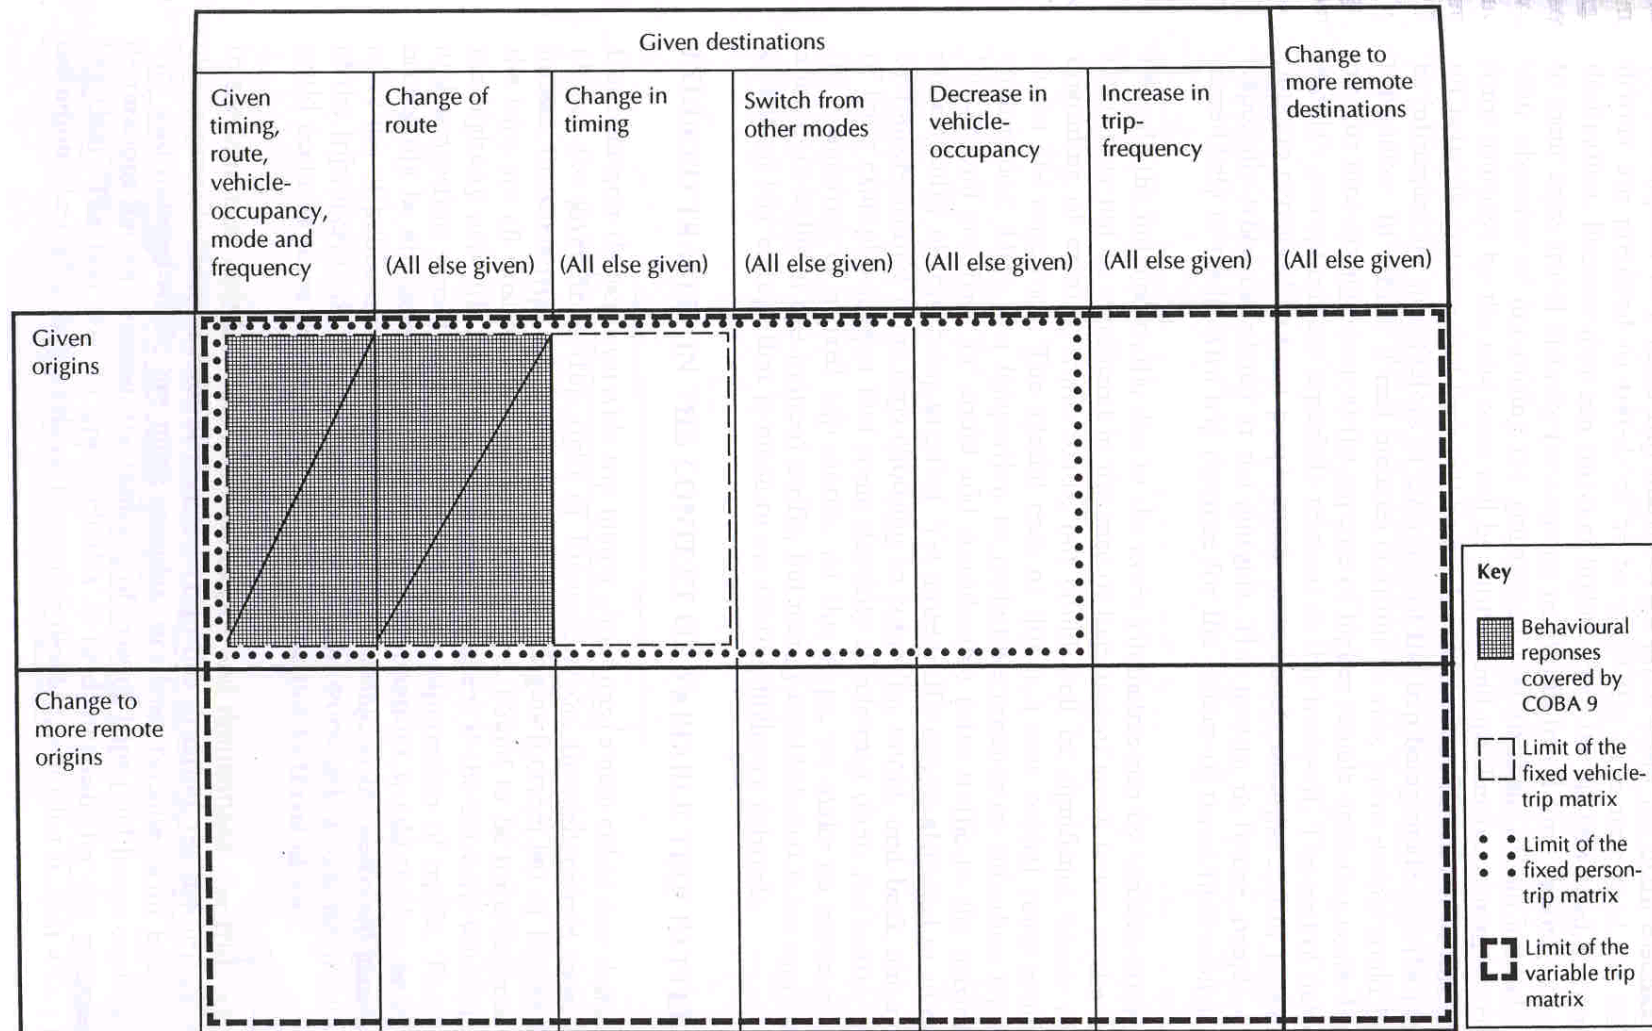 Given destinations
Change to
more remote
destinations
(All else given)
Given
timing,
route,
vehicle-
occupancy,
mode and
frequency
Change of
route
(All else given)
Change in
timing
(All else given)
Switch from
other modes
(All else given)
Decrease in
vehicle-
occupancy
(All else given)
Increase in
trip-
frequency
(All else given)
Given
origins
Change to
more remote
origins
Key
Behavioural
reponses
covered by
COBA 9
Limit of the
fixed vehicle-
trip matrix
Limit of the
fixed person-
trip matrix
Limit of the
variable trip
matrix